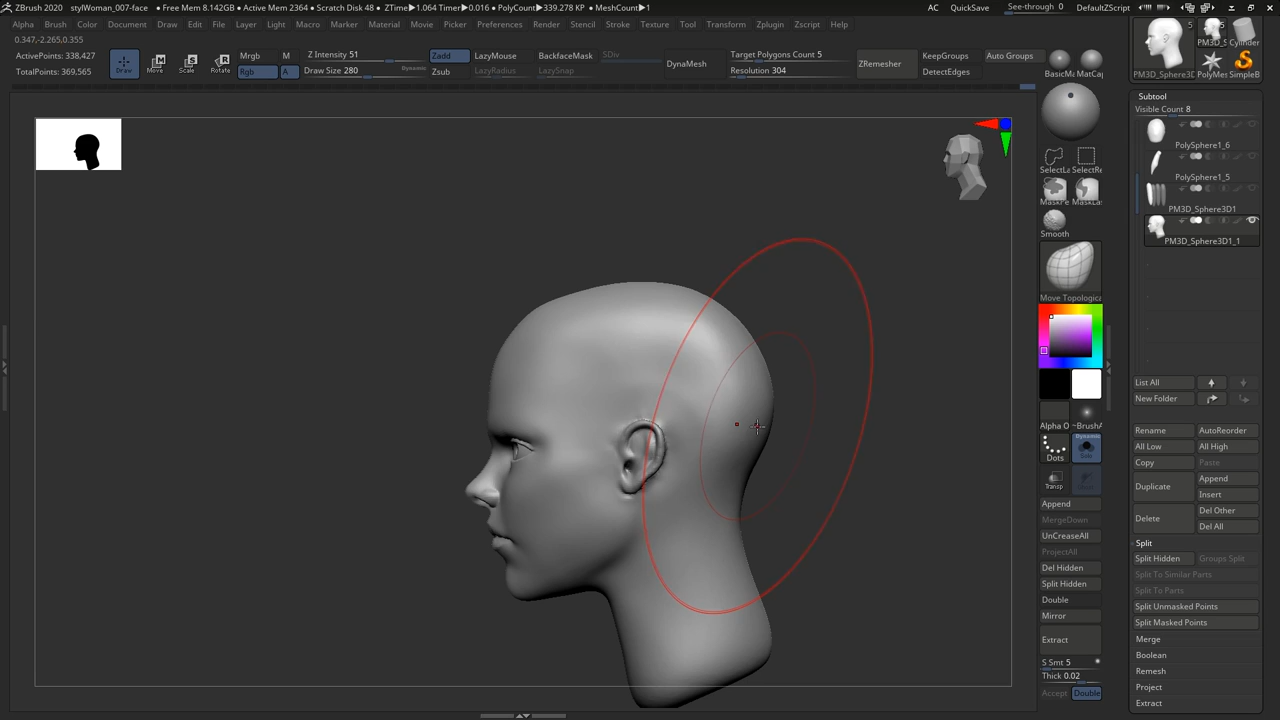 ZBrush 2020 stylWoman_007-face
• Free Mem 8.142GB • Active Mem 2364 • Scratch Disk 48 • ZTime▶1.064 Timer▶0.016 • PolyCount▶339.278 KP • MeshCount▶1
AC QuickSave See-through 0 DefaultZScript
Alpha Brush Color Document Draw Edit File Layer Light Macro Marker Material Movie Picker Preferences Render Stencil Stroke Texture Tool Transform Zplugin Zscript Help
0.347,-2.265,0.355
ActivePoints: 338,427
TotalPoints: 369,565
Draw Move Scale Rotate
Mrgb M
Rgb A
Z Intensity 51
Draw Size 280 Dynamic
Zadd
Zsub
LazyMouse
LazyRadius
BackfaceMask
LazySnap
SDiv
DynaMesh
Target Polygons Count 5
Resolution 304
ZRemesher
KeepGroups
DetectEdges
Auto Groups
BasicMa MatCap
SelectLa SelectRe
MaskPe MaskLas
Smooth
Move Topologica
Alpha O ~BrushA
Dots
Dynamic
Solo
Transp
Append
MergeDown
UnCreaseAll
ProjectAll
Del Hidden
Split Hidden
Double
Mirror
Extract
S Smt 5
Thick 0.02
Accept Double
5 5
PM3D_S Cylinder
PM3D_Sphere3D PolyMes SimpleB
Subtool
Visible Count 8
PolySphere1_6
PolySphere1_5
PM3D_Sphere3D1
PM3D_Sphere3D1_1
List All
New Folder
Rename AutoReorder
All Low All High
Copy Paste
Duplicate Append
Insert
Delete Del Other
Del All
Split
Split Hidden Groups Split
Split To Similar Parts
Split To Parts
Split Unmasked Points
Split Masked Points
Merge
Boolean
Remesh
Project
Extract